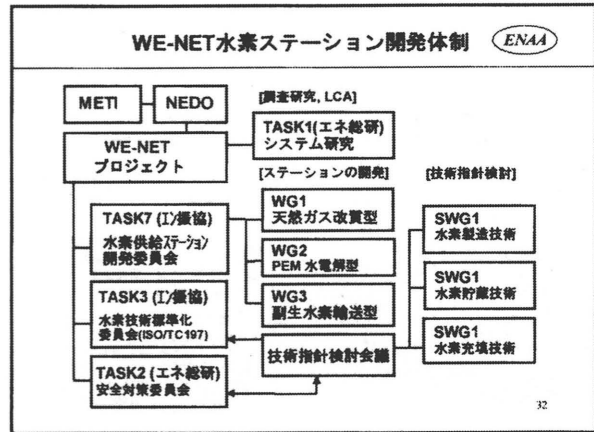 WE-NET水素ステーション開発体制
ENAA
METI
NEDO
[調査研究, LCA]
WE-NET
プロジェクト
TASK1(エネ総研)
システム研究
[ステーションの開発]
[技術指針検討]
TASK7 (エン振協)
水素供給ステーション
開発委員会
WG1
天然ガス改質型
WG2
PEM 水電解型
WG3
副生水素輸送型
SWG1
水素製造技術
SWG1
水素貯蔵技術
SWG1
水素充填技術
TASK3 (エン振協)
水素技術標準化
委員会(ISO/TC197)
技術指針検討会議
TASK2 (エネ総研)
安全対策委員会
32